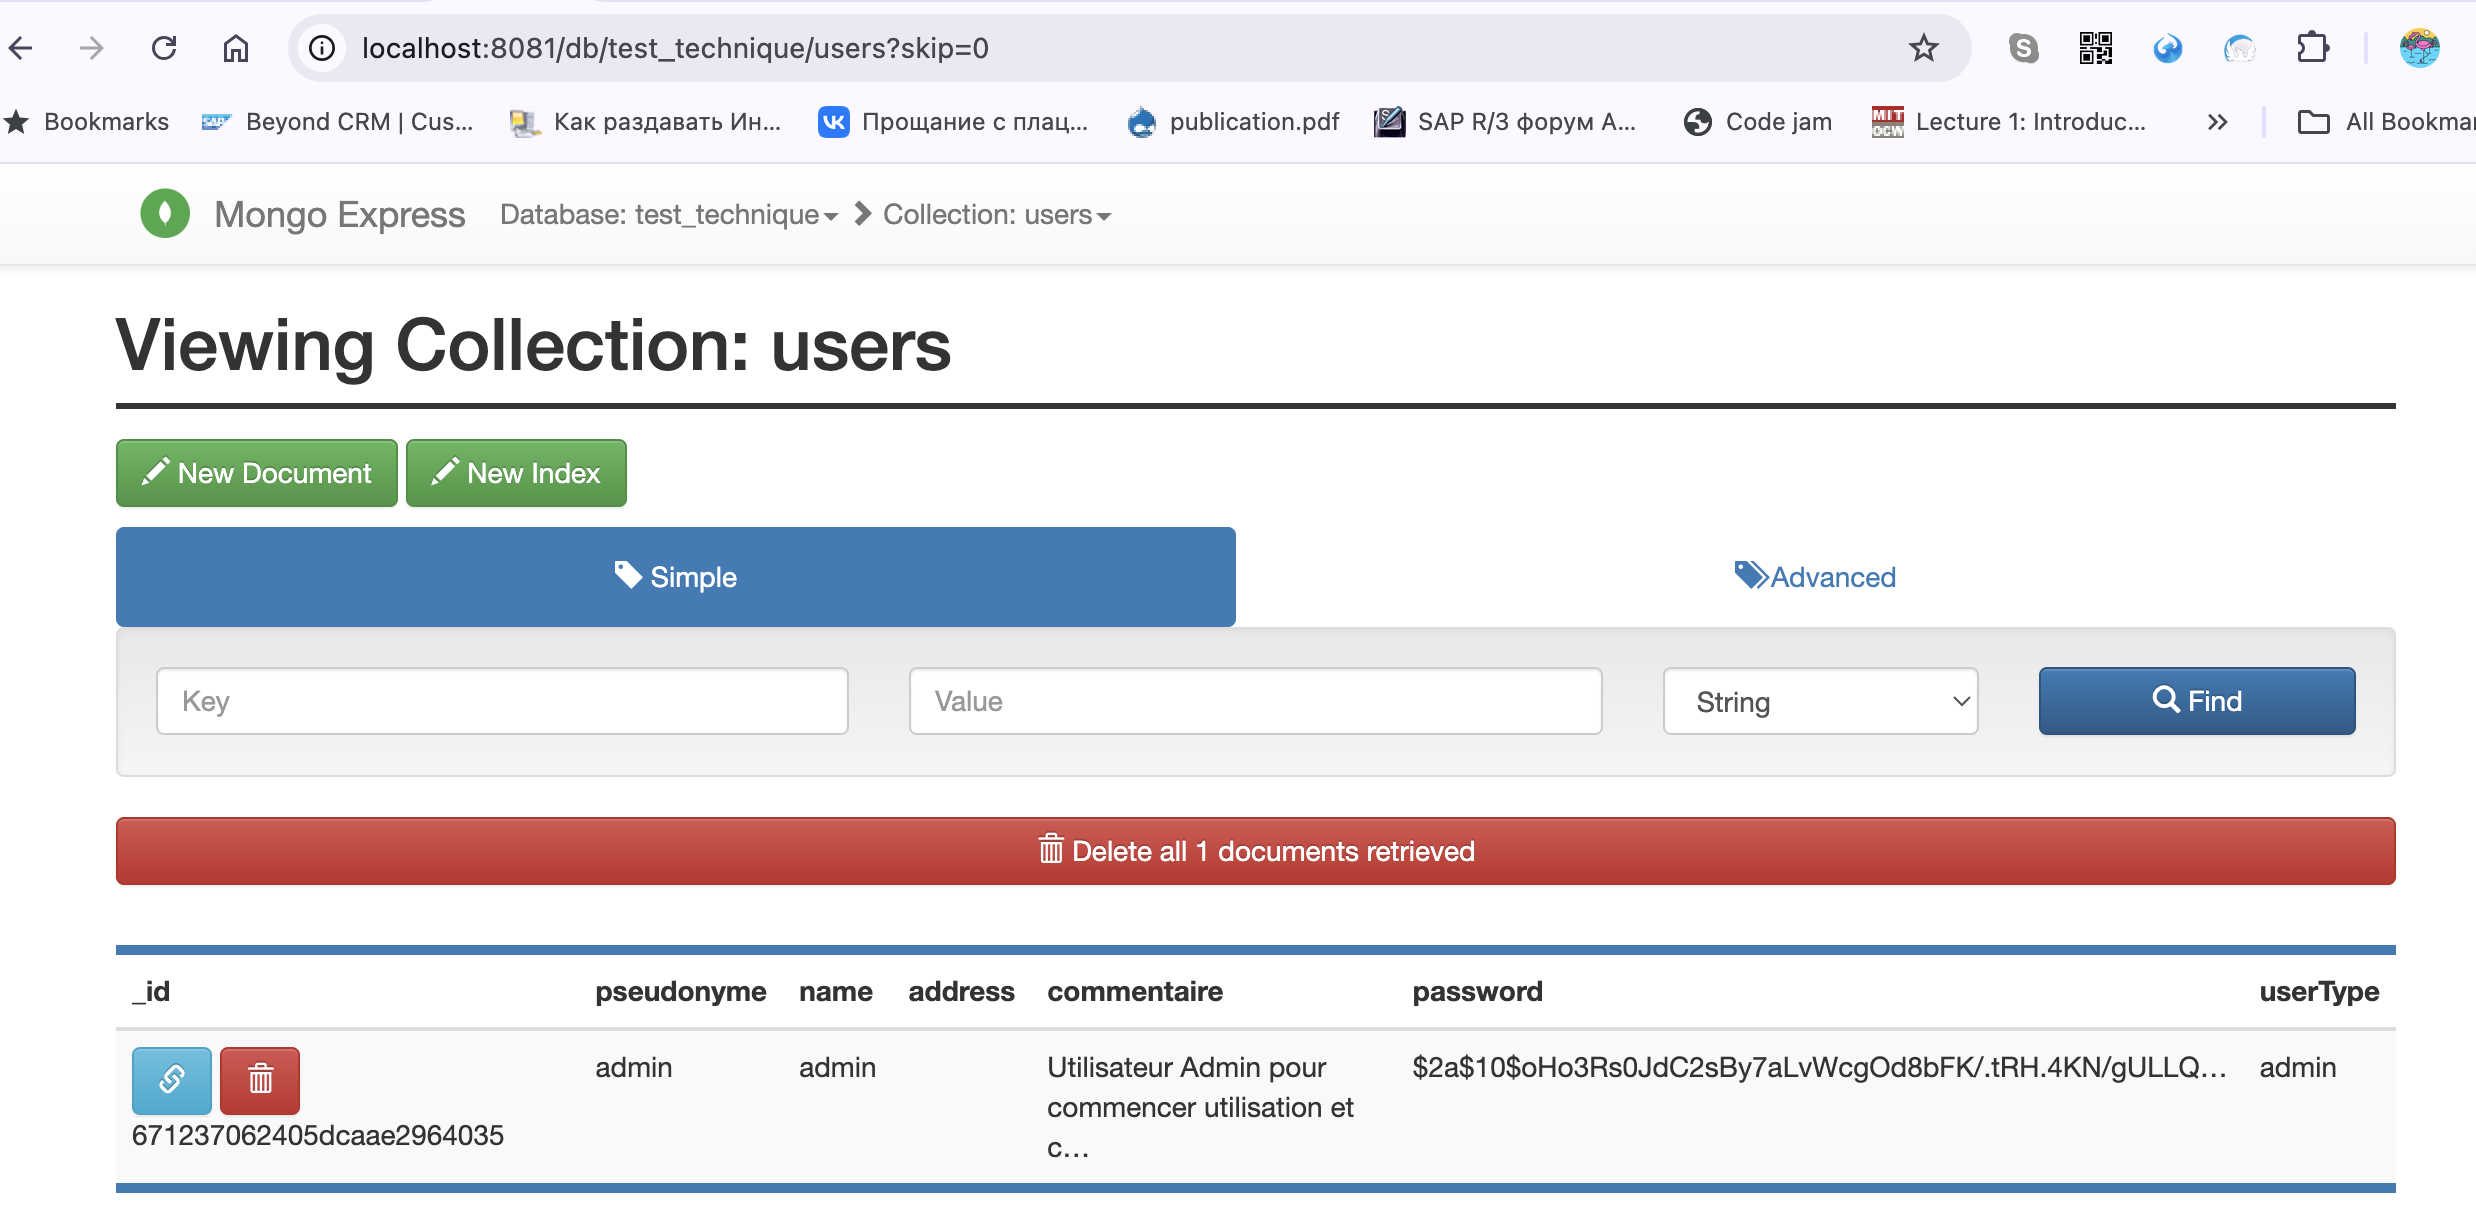 localhost:8081/db/test_technique/users?skip=0
Bookmarks
Beyond CRM | Cus...
Как раздавать Ин...
Прощание с плац...
publication.pdf
SAP R/3 форум А...
Code jam
Lecture 1: Introduc...
All Bookmar
Mongo Express
Database: test_technique
Collection: users
Viewing Collection: users
New Document
New Index
Simple
Advanced
Key
Value
String
Find
Delete all 1 documents retrieved
_id pseudonyme name address commentaire password userType
admin admin Utilisateur Admin pour $2a$10$oHo3Rs0JdC2sBy7aLvWcgOd8bFK/.tRH.4KN/gULLQ... admin
commencer utilisation et
671237062405dcaae2964035
c...